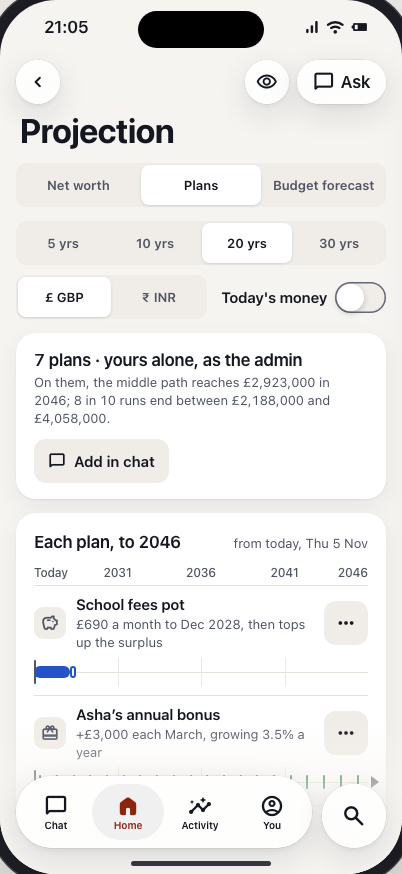 21:05
Ask
Projection
Net worth
Plans
Budget forecast
5 yrs
10 yrs
20 yrs
30 yrs
£ GBP
₹ INR
Today's money
7 plans · yours alone, as the admin
On them, the middle path reaches £2,923,000 in
2046; 8 in 10 runs end between £2,188,000 and
£4,058,000.
Add in chat
Each plan, to 2046
from today, Thu 5 Nov
Today
2031
2036
2041
2046
School fees pot
£690 a month to Dec 2028, then tops
up the surplus
Asha's annual bonus
+£3,000 each March, growing 3.5% a
year
Chat
Home
Activity
You